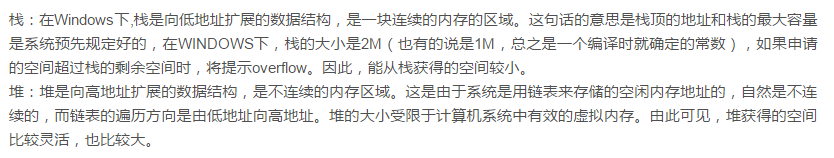 栈：在Windows下,栈是向低地址扩展的数据结构，是一块连续的内存的区域。这句话的意思是栈顶的地址和栈的最大容量
是系统预先规定好的，在WINDOWS下，栈的大小是2M（也有的说是1M，总之是一个编译时就确定的常数），如果申请
的空间超过栈的剩余空间时，将提示overflow。因此，能从栈获得的空间较小。
堆：堆是向高地址扩展的数据结构，是不连续的内存区域。这是由于系统是用链表来存储的空闲内存地址的，自然是不连
续的，而链表的遍历方向是由低地址向高地址。堆的大小受限于计算机系统中有效的虚拟内存。由此可见，堆获得的空间
比较灵活，也比较大。